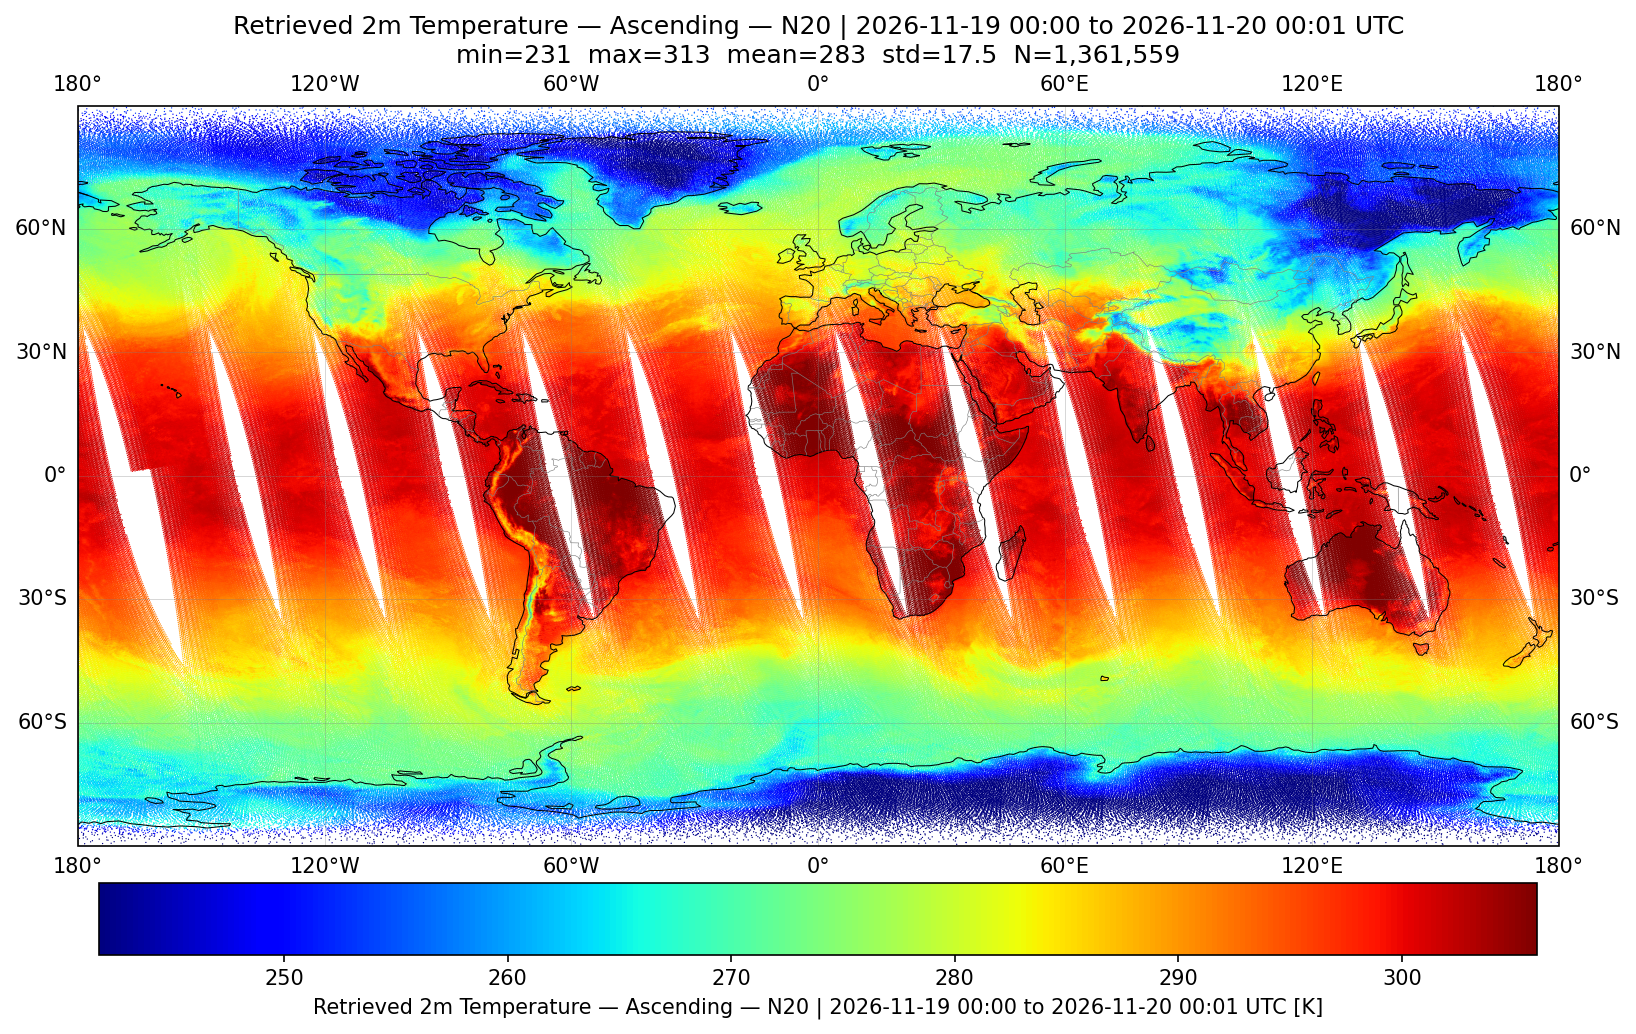 Retrieved 2m Temperature — Ascending — N20 | 2026-11-19 00:00 to 2026-11-20 00:01 UTC
min=231  max=313  mean=283  std=17.5  N=1,361,559
180° 120°W 60°W 0° 60°E 120°E 180°
60°N 60°N
30°N 30°N
0° 0°
30°S 30°S
60°S 60°S
180° 120°W 60°W 0° 60°E 120°E 180°
250 260 270 280 290 300
Retrieved 2m Temperature — Ascending — N20 | 2026-11-19 00:00 to 2026-11-20 00:01 UTC [K]